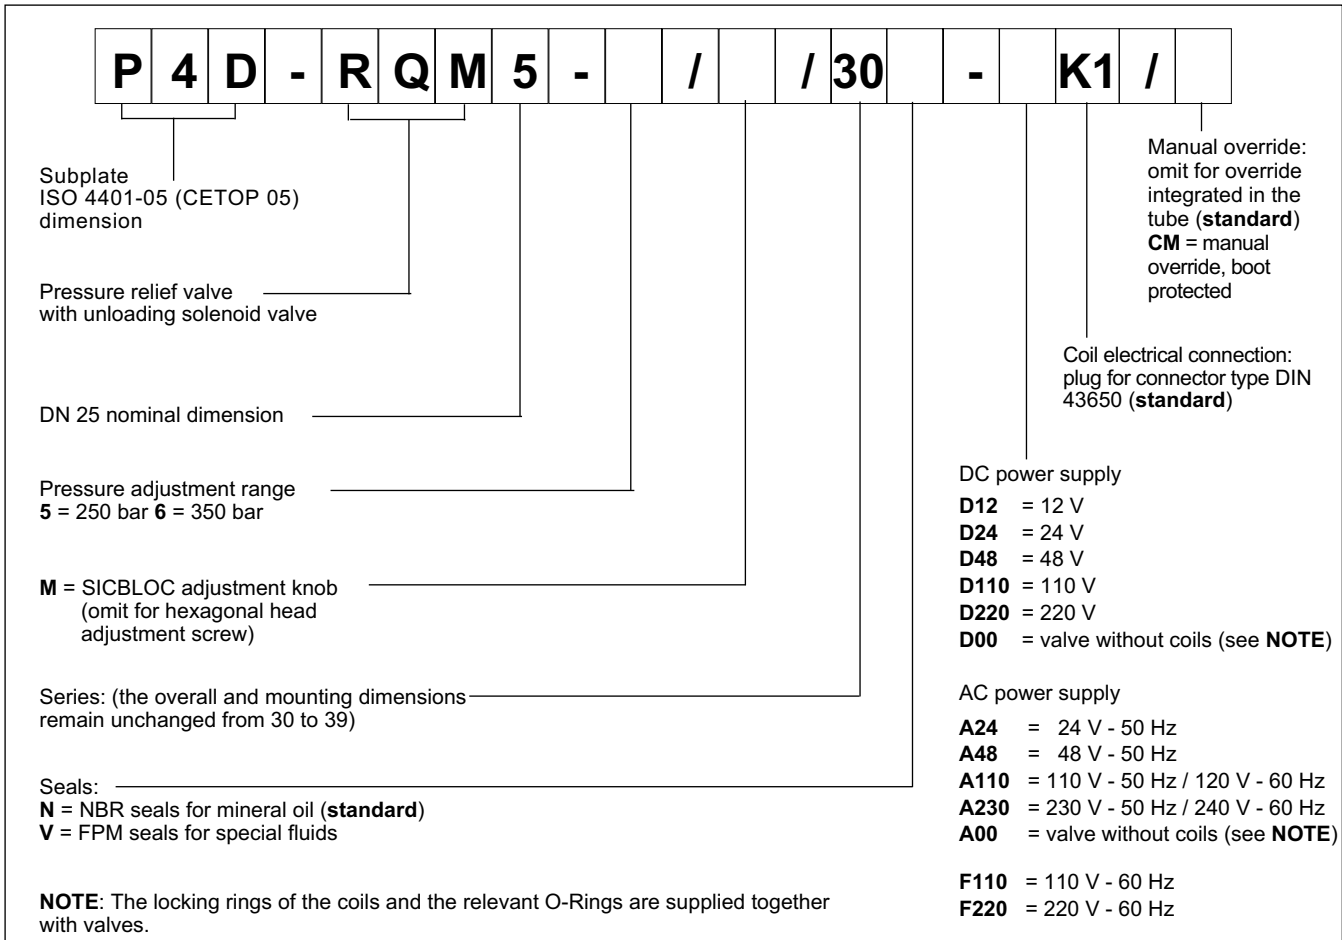 P 4 D - R Q M 5 - / / 30 - K1 /
Subplate
ISO 4401-05 (CETOP 05)
dimension
Pressure relief valve
with unloading solenoid valve
DN 25 nominal dimension
Pressure adjustment range
5 = 250 bar 6 = 350 bar
M = SICBLOC adjustment knob
(omit for hexagonal head
adjustment screw)
Series: (the overall and mounting dimensions
remain unchanged from 30 to 39)
Seals:
N = NBR seals for mineral oil (standard)
V = FPM seals for special fluids
NOTE: The locking rings of the coils and the relevant O-Rings are supplied together
with valves.
Manual override:
omit for override
integrated in the
tube (standard)
CM = manual
override, boot
protected
Coil electrical connection:
plug for connector type DIN
43650 (standard)
DC power supply
D12 = 12 V
D24 = 24 V
D48 = 48 V
D110 = 110 V
D220 = 220 V
D00 = valve without coils (see NOTE)
AC power supply
A24 = 24 V - 50 Hz
A48 = 48 V - 50 Hz
A110 = 110 V - 50 Hz / 120 V - 60 Hz
A230 = 230 V - 50 Hz / 240 V - 60 Hz
A00 = valve without coils (see NOTE)
F110 = 110 V - 60 Hz
F220 = 220 V - 60 Hz